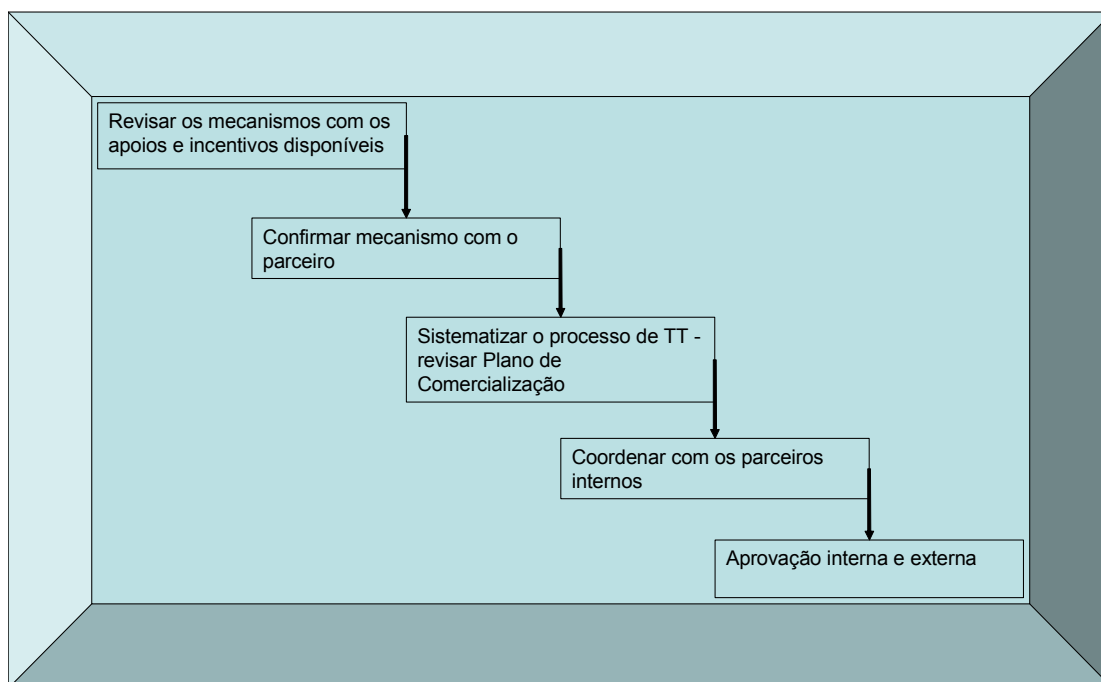 Revisar os mecanismos com os
apoios e incentivos disponíveis
Confirmar mecanismo com o
parceiro
Sistematizar o processo de TT -
revisar Plano de
Comercialização
Coordenar com os parceiros
internos
Aprovação interna e externa